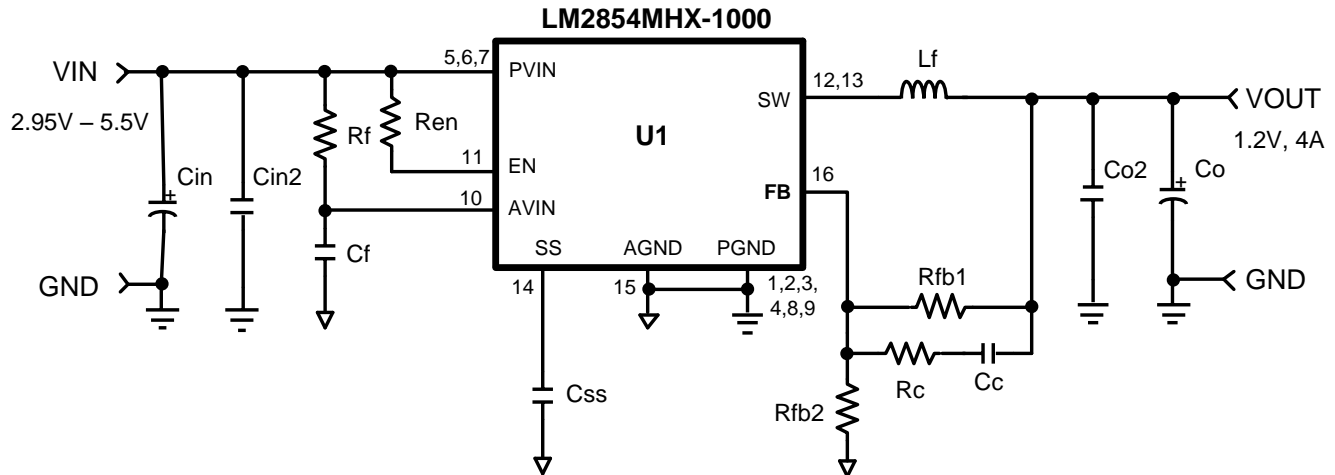 LM2854MHX-1000
VIN
2.95V – 5.5V
GND
Cin
+
Cin2
Rf
Ren
Cf
5,6,7
PVIN
11
EN
10
AVIN
U1
SW
12,13
FB
16
SS
AGND
PGND
14
15
1,2,3,
4,8,9
Css
Lf
VOUT
1.2V, 4A
Co2
+
Co
GND
Rfb1
Rc
Cc
Rfb2